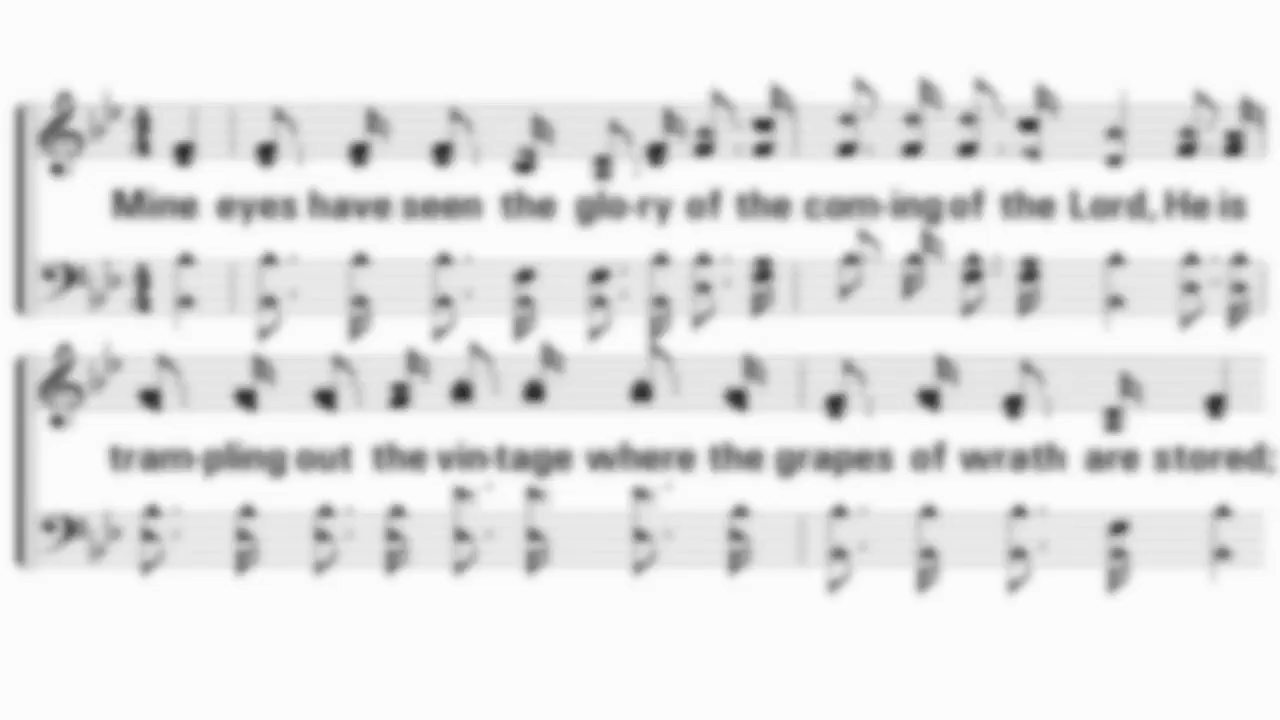 Mine eyes have seen the glo-ry of the com-ing of the Lord, He is
tram-pling out the vin-tage where the grapes of wrath are stored;